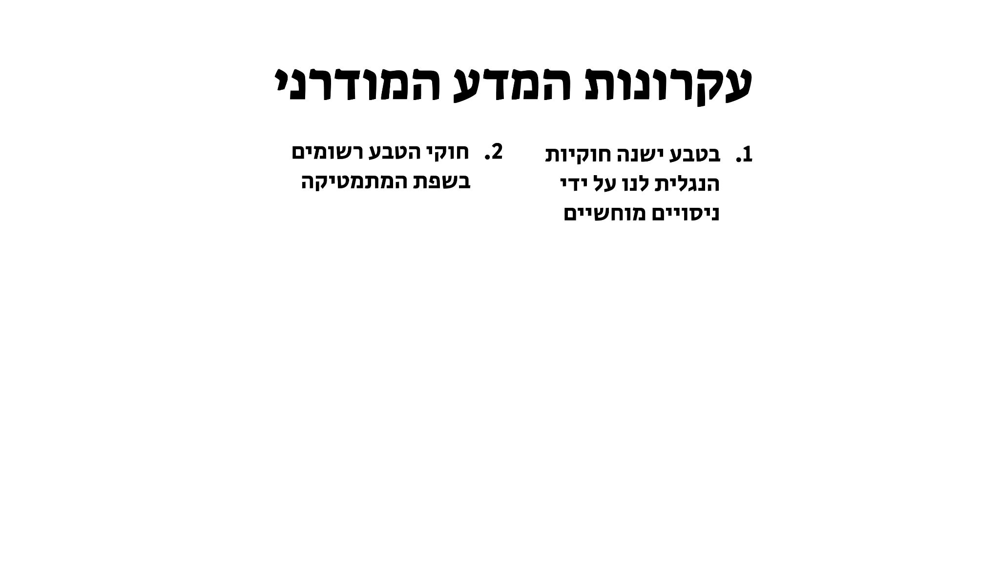 עקרונות המדע המודרני
1. בטבע ישנה חוקיות
הנגלית לנו על ידי
ניסויים מוחשיים
2. חוקי הטבע רשומים
בשפת המתמטיקה